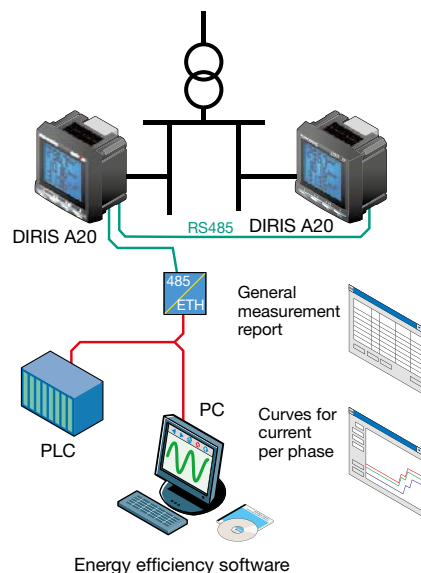 DIRIS A20
RS485
DIRIS A20
485
ETH
General
measurement
report
PLC
PC
Curves for
current
per phase
Energy efficiency software